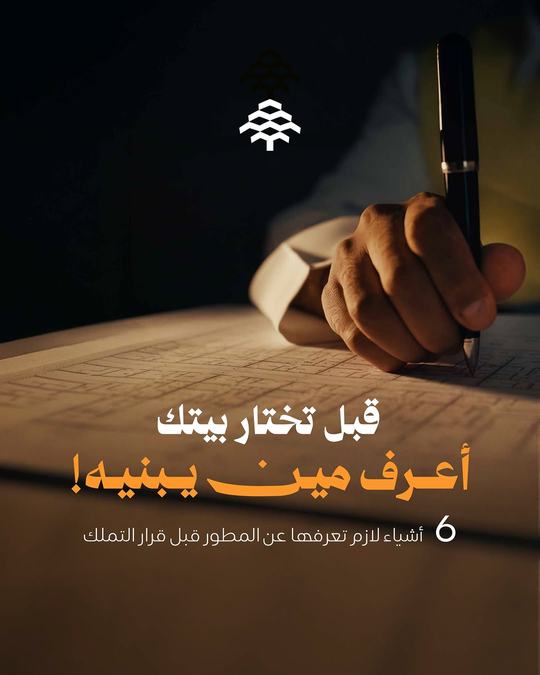 قبل تختار بيتك
أعرف مين يبنيه!
6 أشياء لازم تعرفها عن المطور قبل قرار التملك